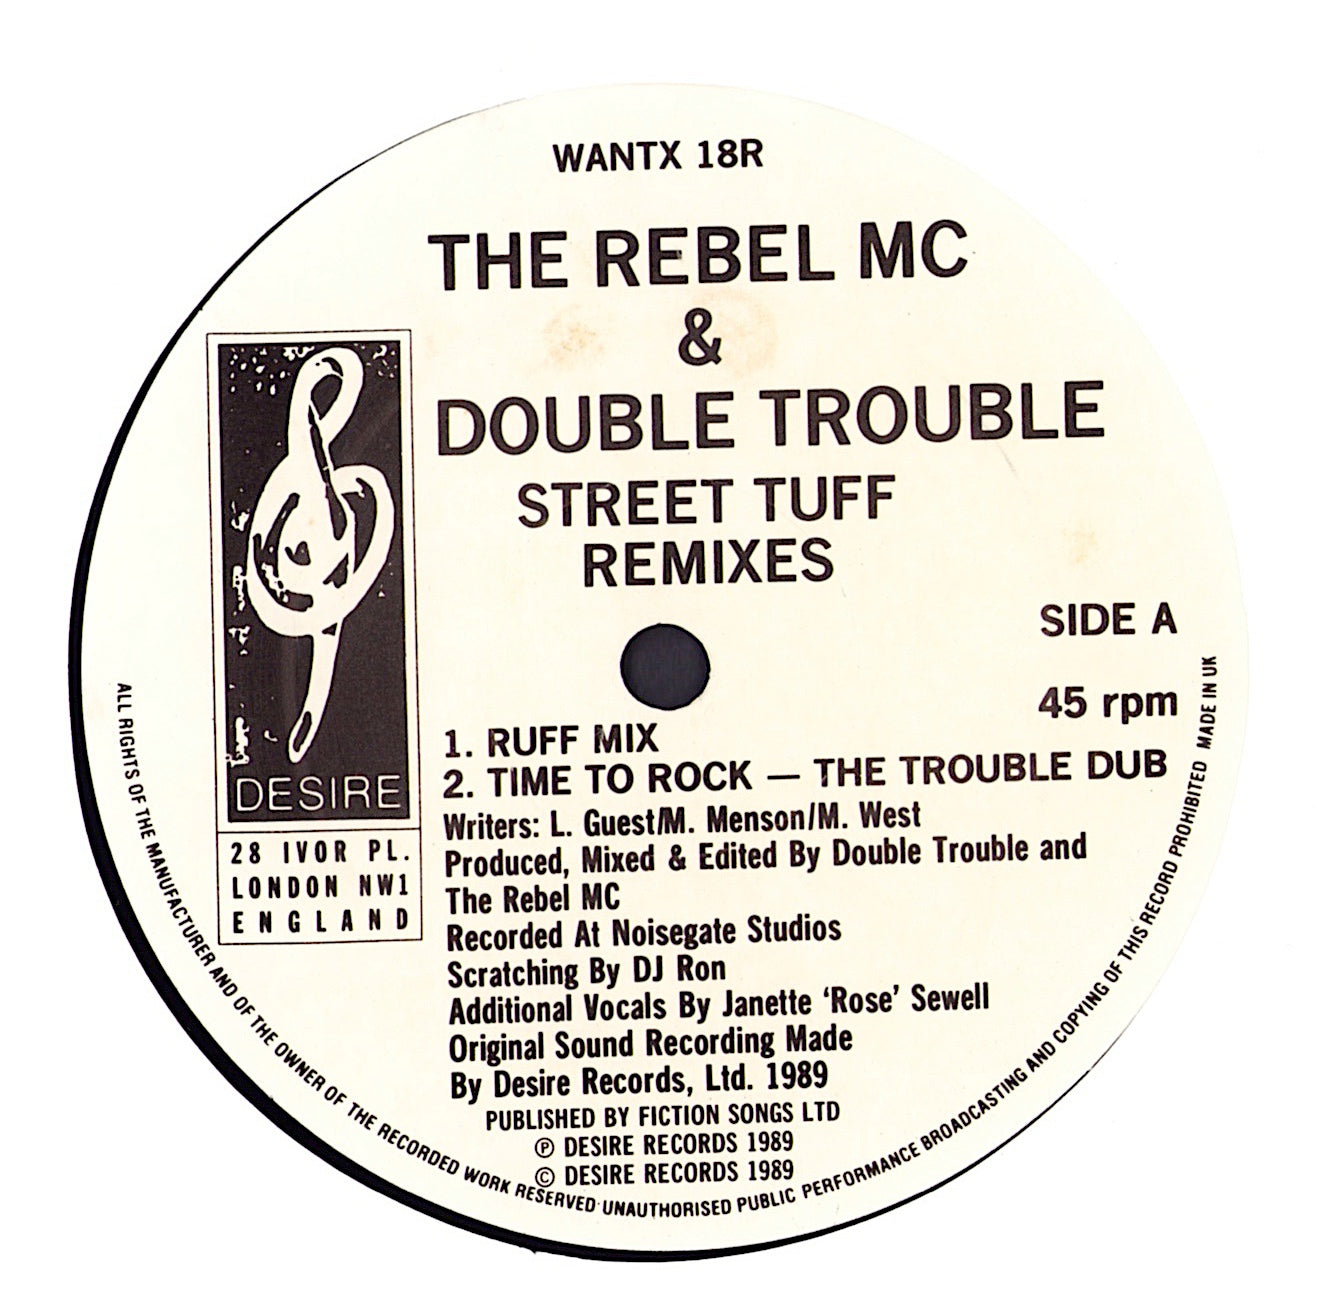 WANTX 18R
THE REBEL MC
&
DOUBLE TROUBLE
STREET TUFF
REMIXES
SIDE A
45 rpm
DESIRE
28 IVOR PL.
LONDON NW1
ENGLAND
1. RUFF MIX
2. TIME TO ROCK — THE TROUBLE DUB
Writers: L. Guest/M. Menson/M. West
Produced, Mixed & Edited By Double Trouble and
The Rebel MC
Recorded At Noisegate Studios
Scratching By DJ Ron
Additional Vocals By Janette ‘Rose’ Sewell
Original Sound Recording Made
By Desire Records, Ltd. 1989
PUBLISHED BY FICTION SONGS LTD
℗ DESIRE RECORDS 1989
© DESIRE RECORDS 1989
ALL RIGHTS OF THE MANUFACTURER AND OF THE OWNER OF THE RECORDED WORK RESERVED UNAUTHORISED PUBLIC PERFORMANCE BROADCASTING AND COPYING OF THIS RECORD PROHIBITED MADE IN UK